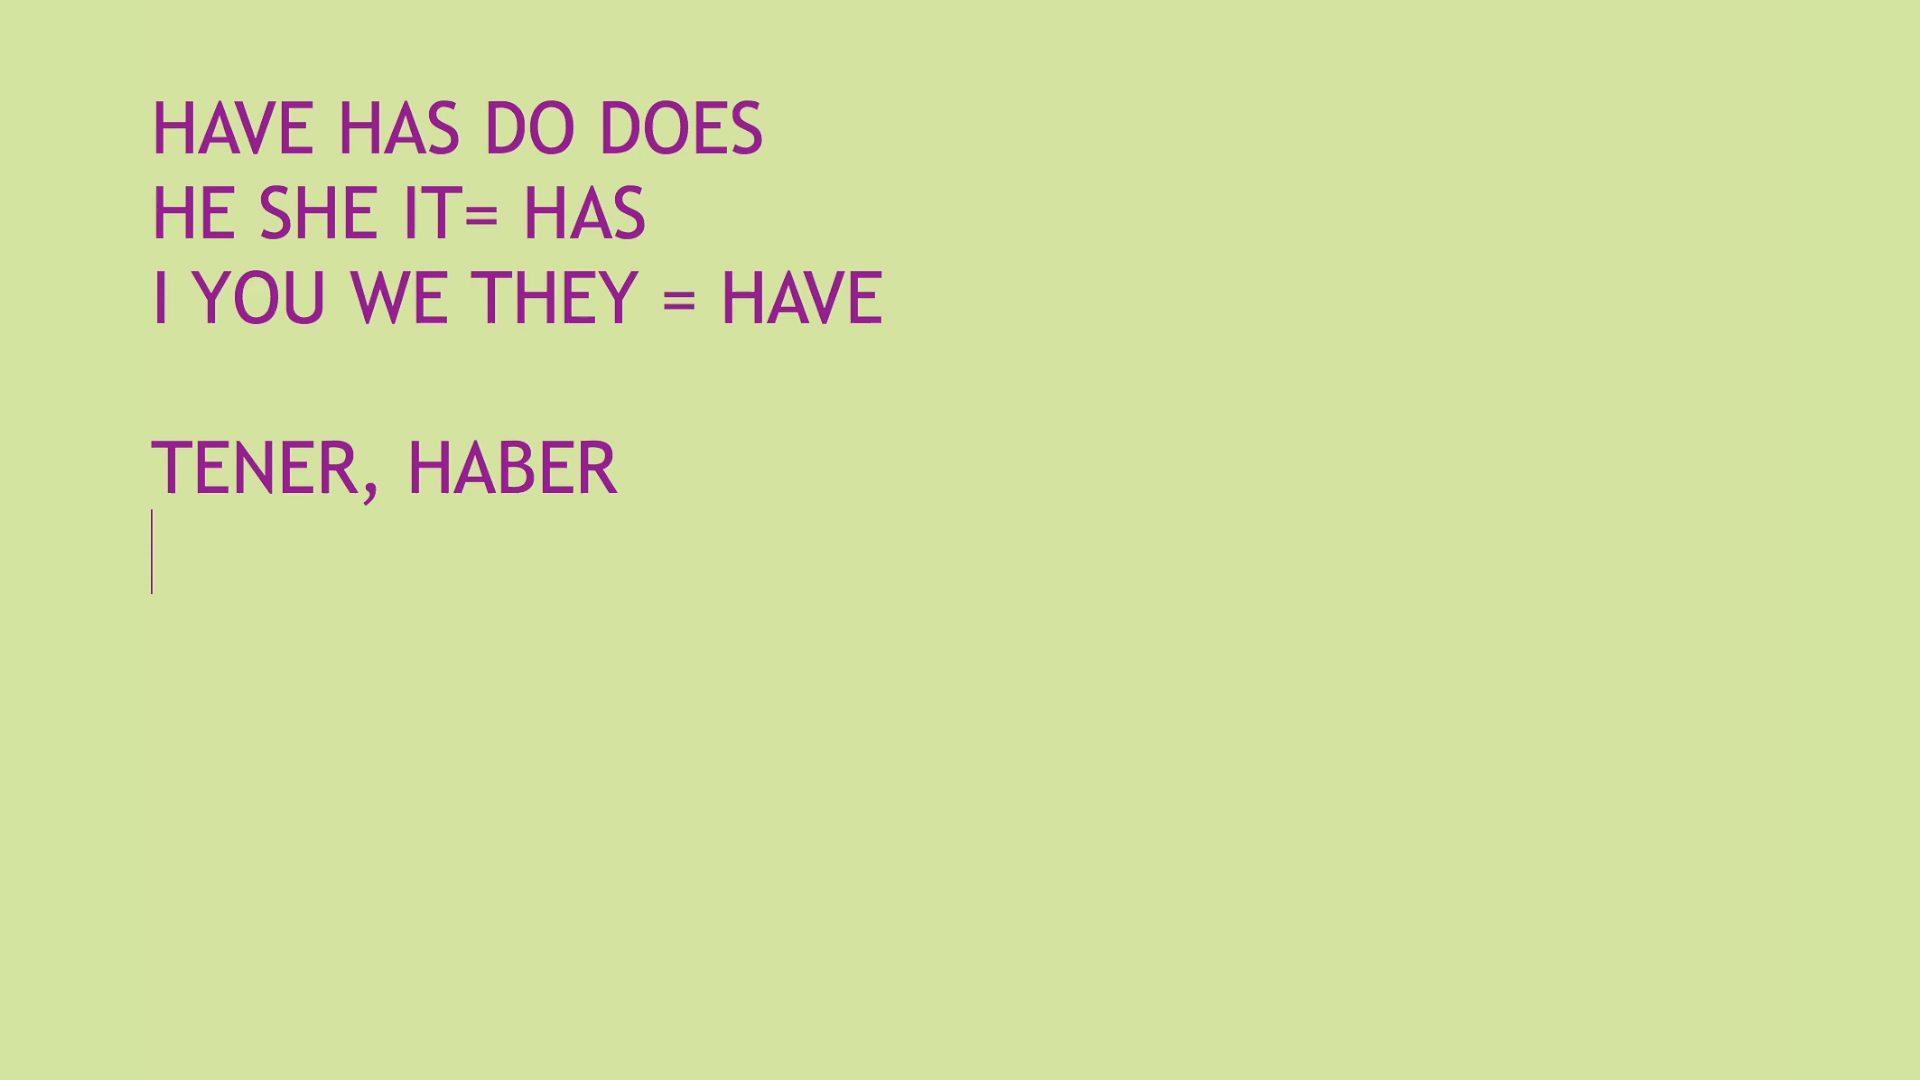 HAVE HAS DO DOES
HE SHE IT= HAS
I YOU WE THEY = HAVE
TENER, HABER